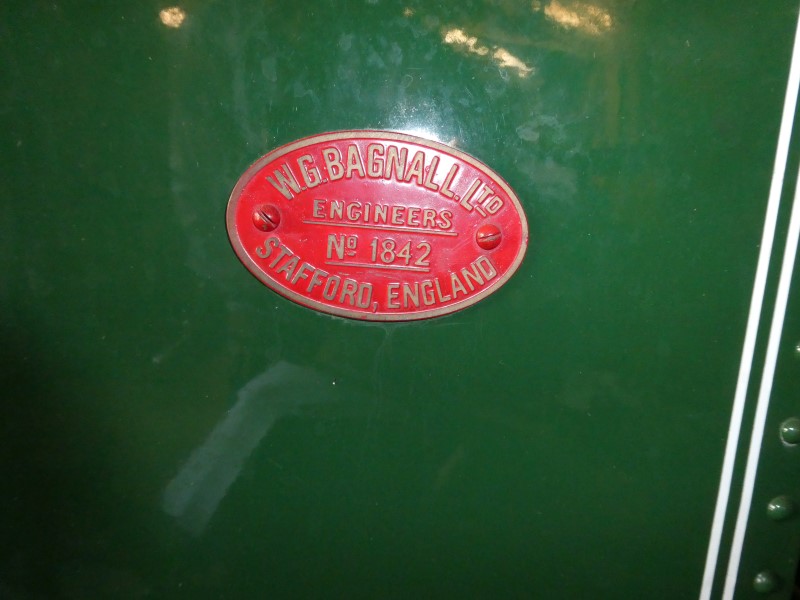 W.G. BAGNALL. LTD
ENGINEERS
No 1842
STAFFORD, ENGLAND